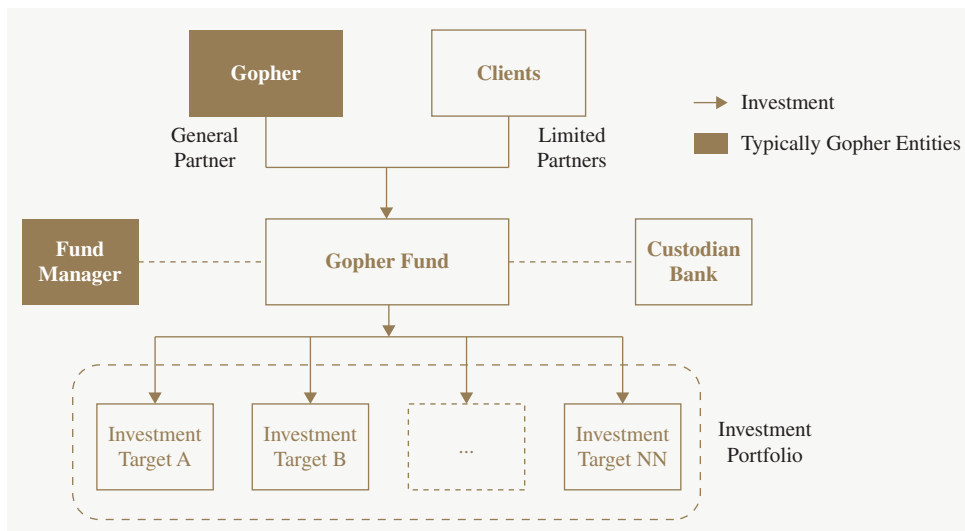 Gopher
Clients
Investment
General
Partner
Limited
Partners
Typically Gopher Entities
Fund
Manager
Gopher Fund
Custodian
Bank
Investment
Target A
Investment
Target B
...
Investment
Target NN
Investment
Portfolio